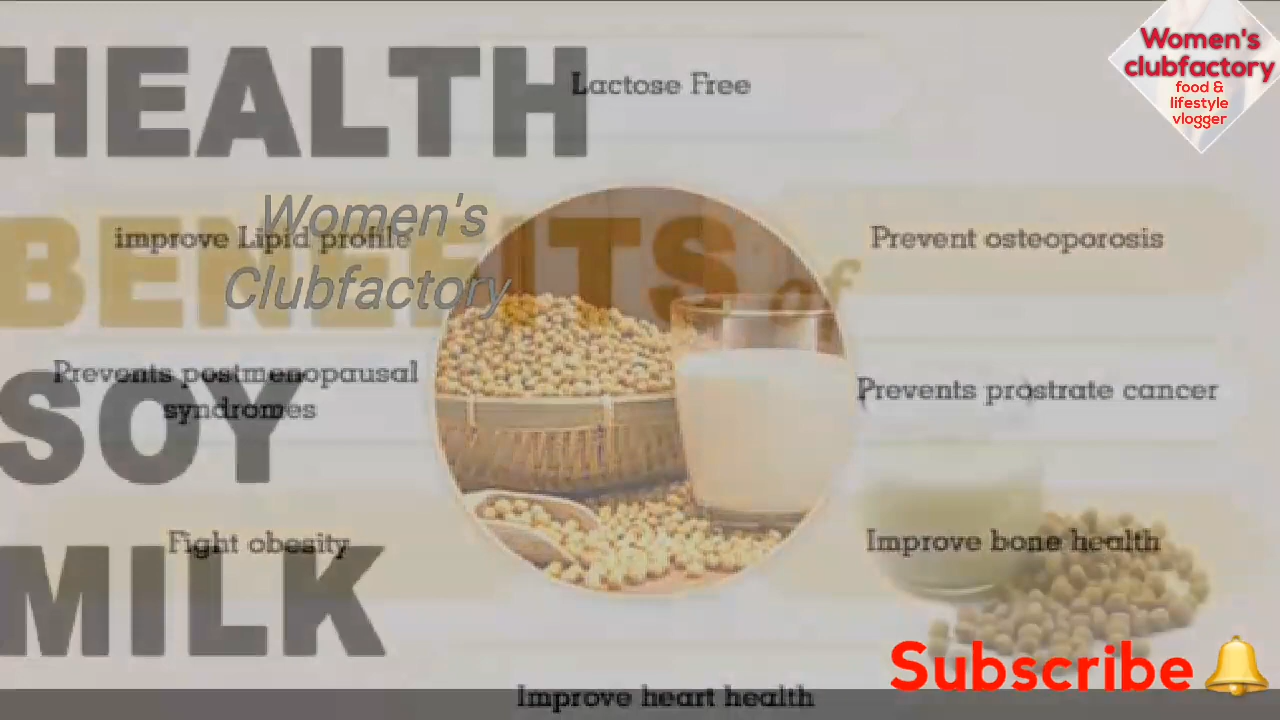 HEALTH
Lactose Free
Women's
clubfactory
food &
lifestyle
vlogger
BENEFITS of
Women's
Clubfactory
improve Lipid profile
Prevent osteoporosis
Prevents postmenopausal
syndromes
Prevents prostrate cancer
SOY
Fight obesity
Improve bone health
MILK
Subscribe
Improve heart health